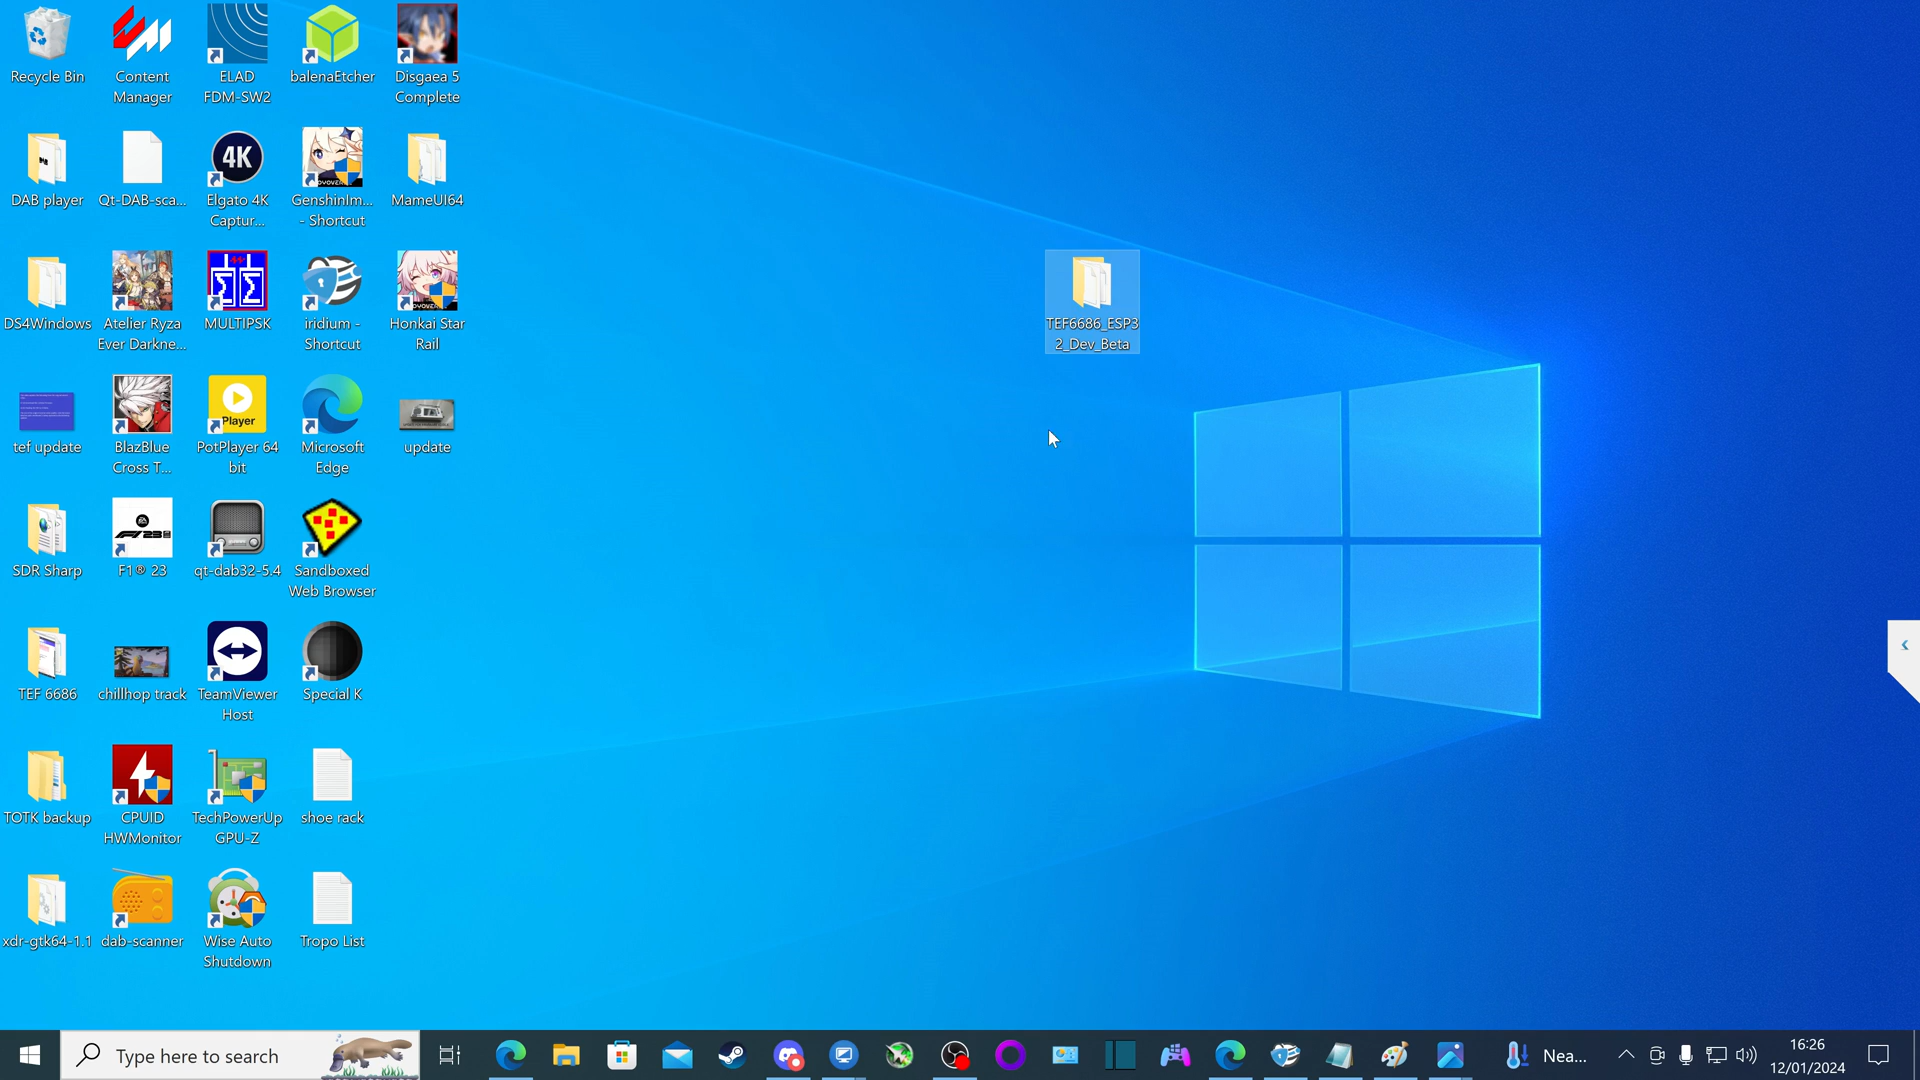 Recycle Bin
Content
Manager
ELAD
FDM-SW2
balenaEtcher
Disgaea 5
Complete
DAB player
Qt-DAB-sca...
4K
Elgato 4K
Captur...
GenshinIm...
- Shortcut
MameUI64
DS4Windows
Atelier Ryza
Ever Darkne...
MULTIPSK
iridium -
Shortcut
Honkai Star
Rail
TEF6686_ESP3
2_Dev_Beta
tef update
BlazBlue
Cross T...
Player
PotPlayer 64
bit
Microsoft
Edge
update
SDR Sharp
F1® 23
qt-dab32-5.4
Sandboxed
Web Browser
TEF 6686
chillhop track
TeamViewer
Host
Special K
TOTK backup
CPUID
HWMonitor
TechPowerUp
GPU-Z
shoe rack
xdr-gtk64-1.1
dab-scanner
Wise Auto
Shutdown
Tropo List
Type here to search
Nea...
16:26
12/01/2024